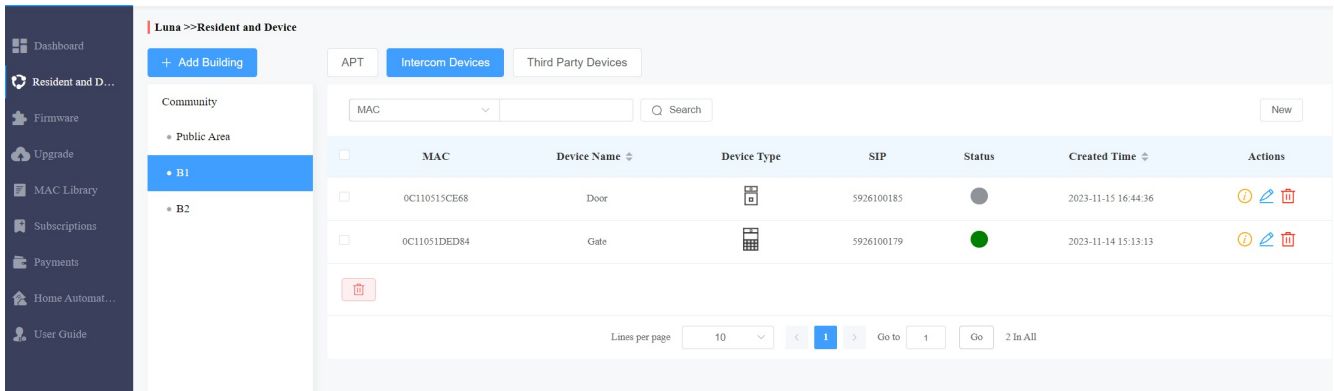 Luna >>Resident and Device
Dashboard
Resident and D...
Firmware
Upgrade
MAC Library
Subscriptions
Payments
Home Automat...
User Guide
+ Add Building
Community
Public Area
B1
B2
APT Intercom Devices Third Party Devices
MAC Search New
MAC Device Name Device Type SIP Status Created Time Actions
0C110515CE68 Door 5926100185 2023-11-15 16:44:36
0C11051DED84 Gate 5926100179 2023-11-14 15:13:13
Lines per page 10 < 1 > Go to 1 Go 2 In All